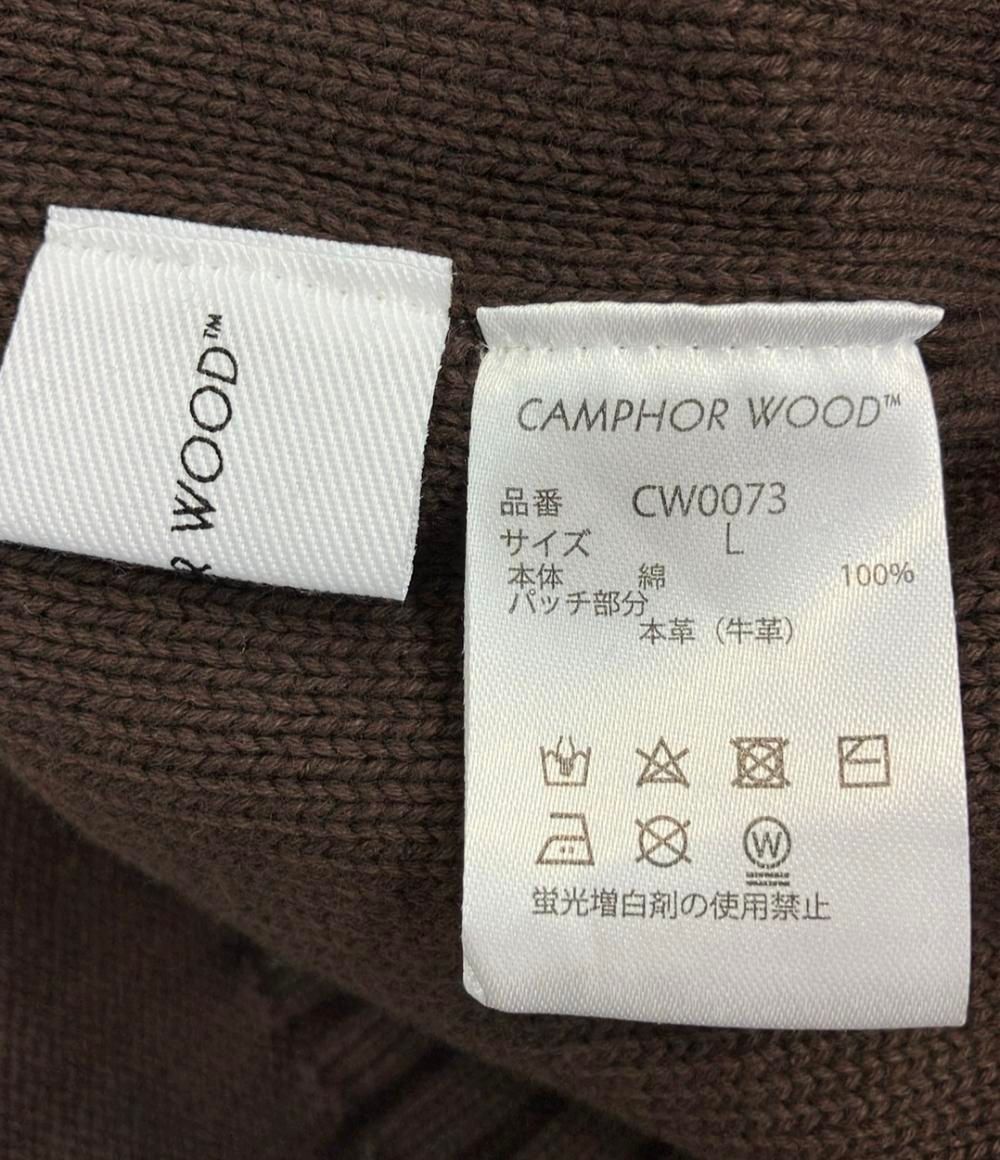 WOOD™
CAMPHOR WOOD™
品番 CW0073
サイズ L
本体 綿 100%
パッチ部分
本革（牛革）
W
蛍光増白剤の使用禁止